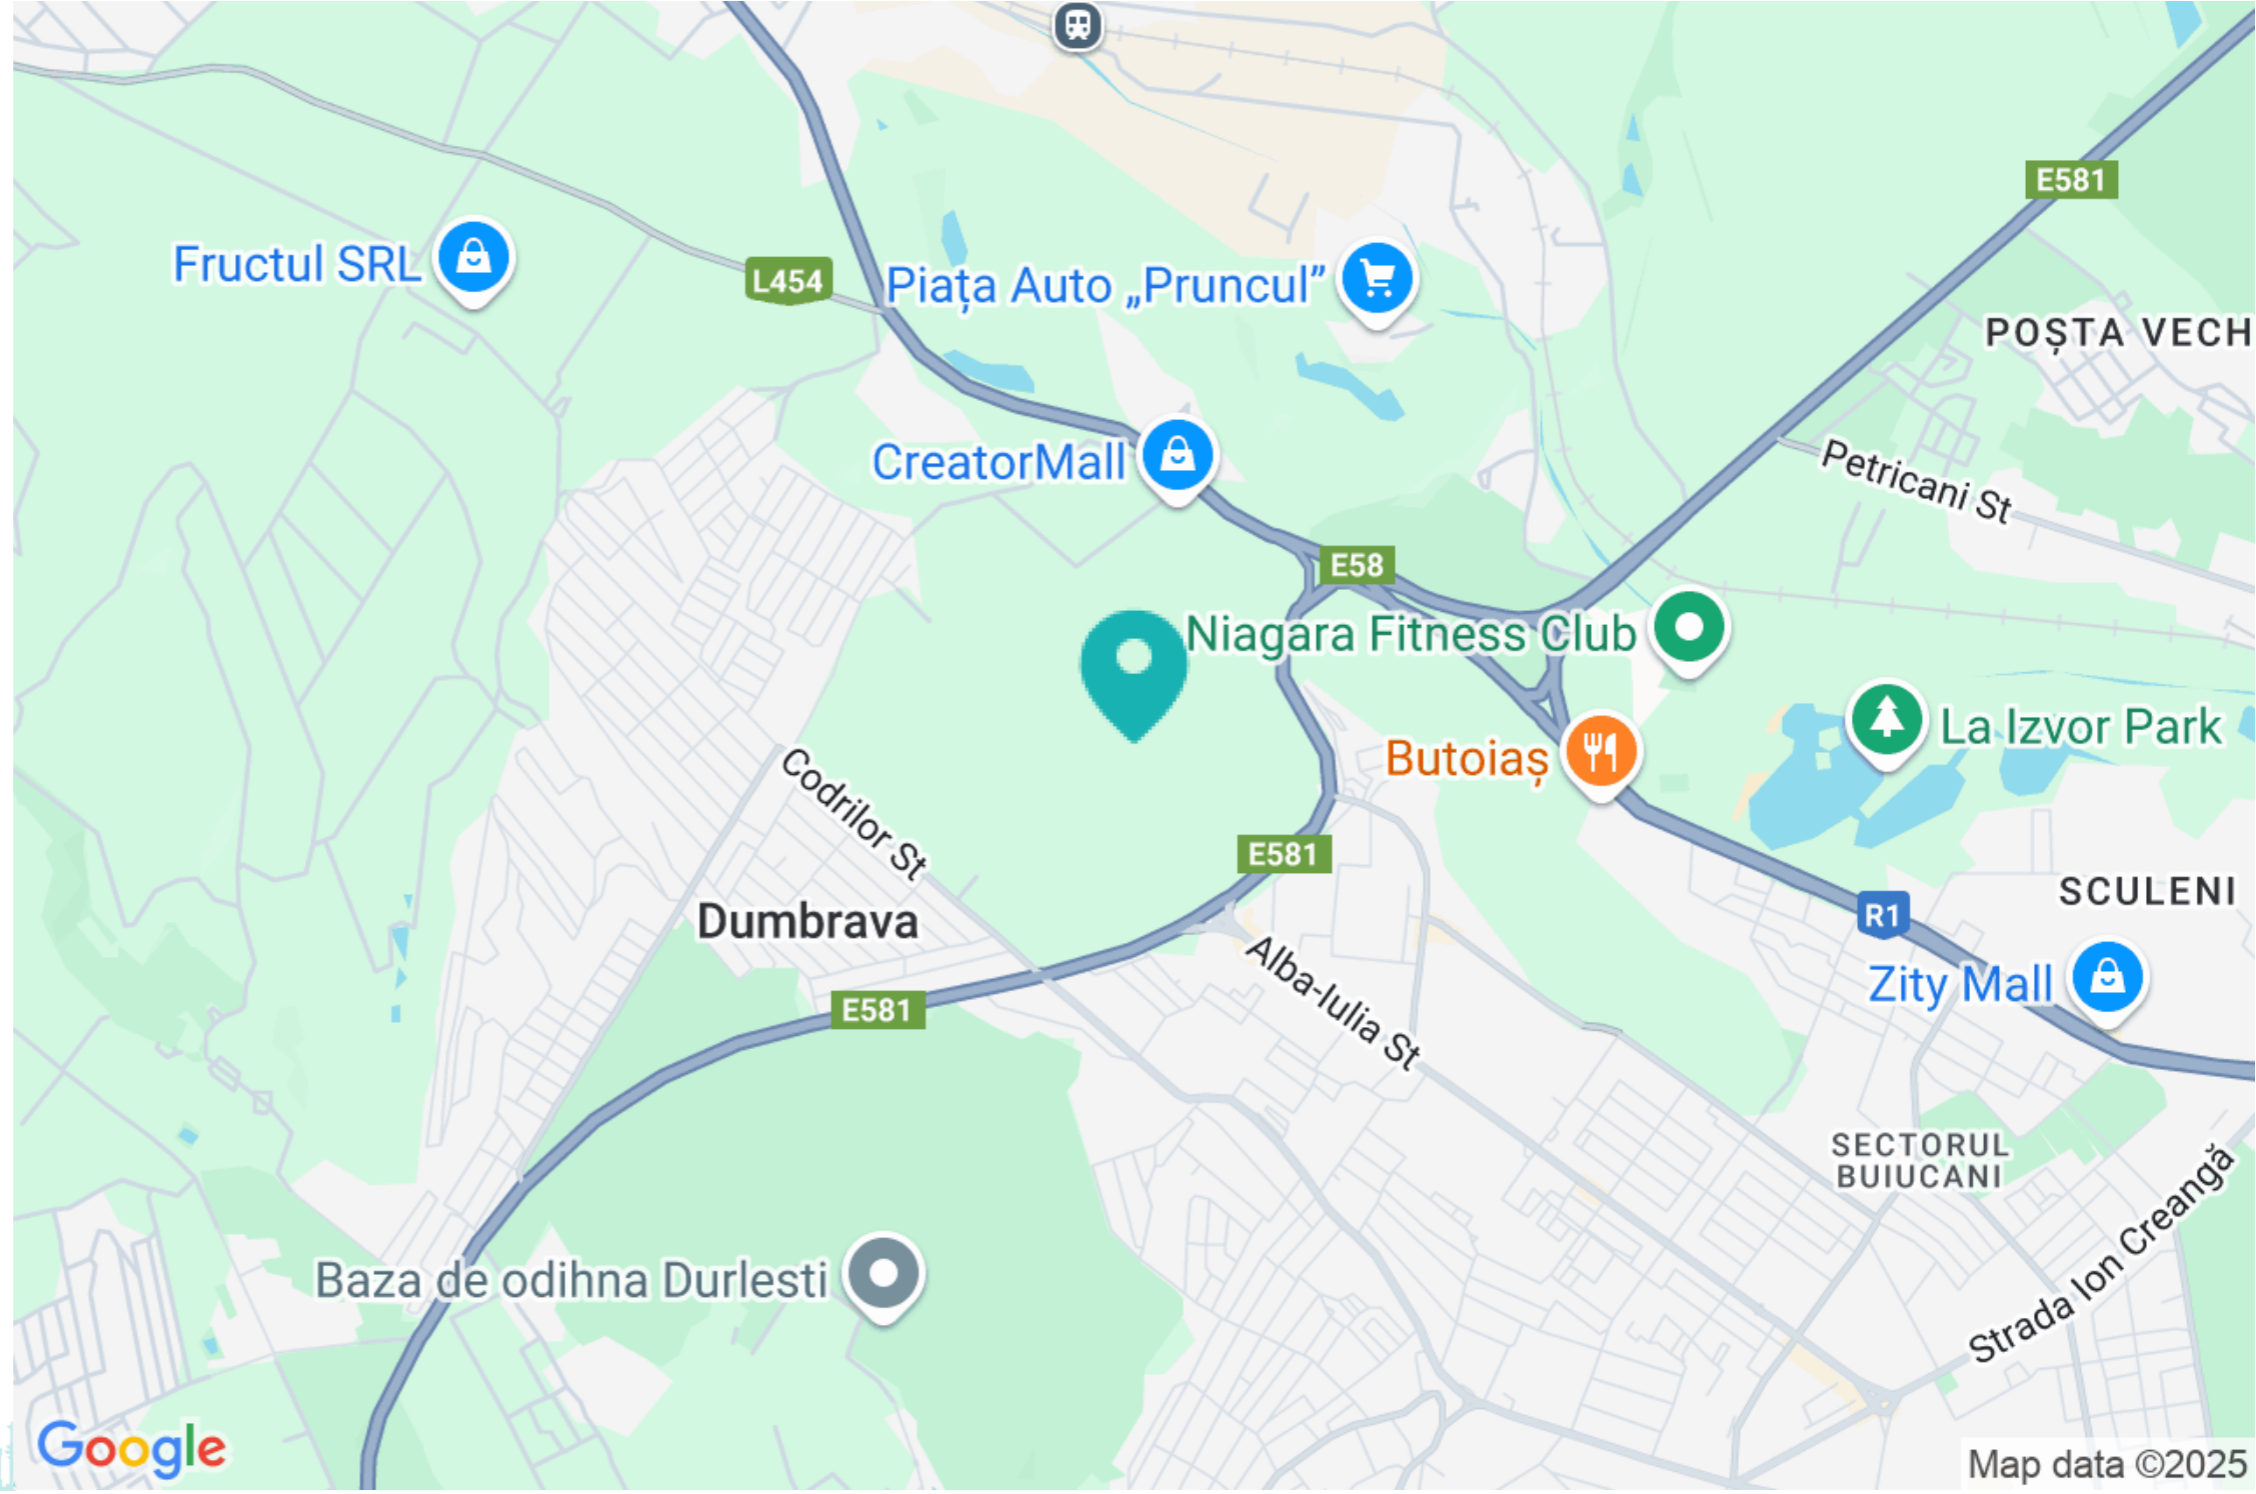 E581
Fructul SRL
L454
Piața Auto „Pruncul”
POȘTA VECH
CreatorMall
Petricani St
E58
Niagara Fitness Club
La Izvor Park
Butoiaș
Codrilor St
E581
SCULENI
R1
Dumbrava
Alba-Iulia St
Zity Mall
E581
SECTORUL
BUIUCANI
Strada Ion Creangă
Baza de odihna Durlesti
Google
Map data ©2025